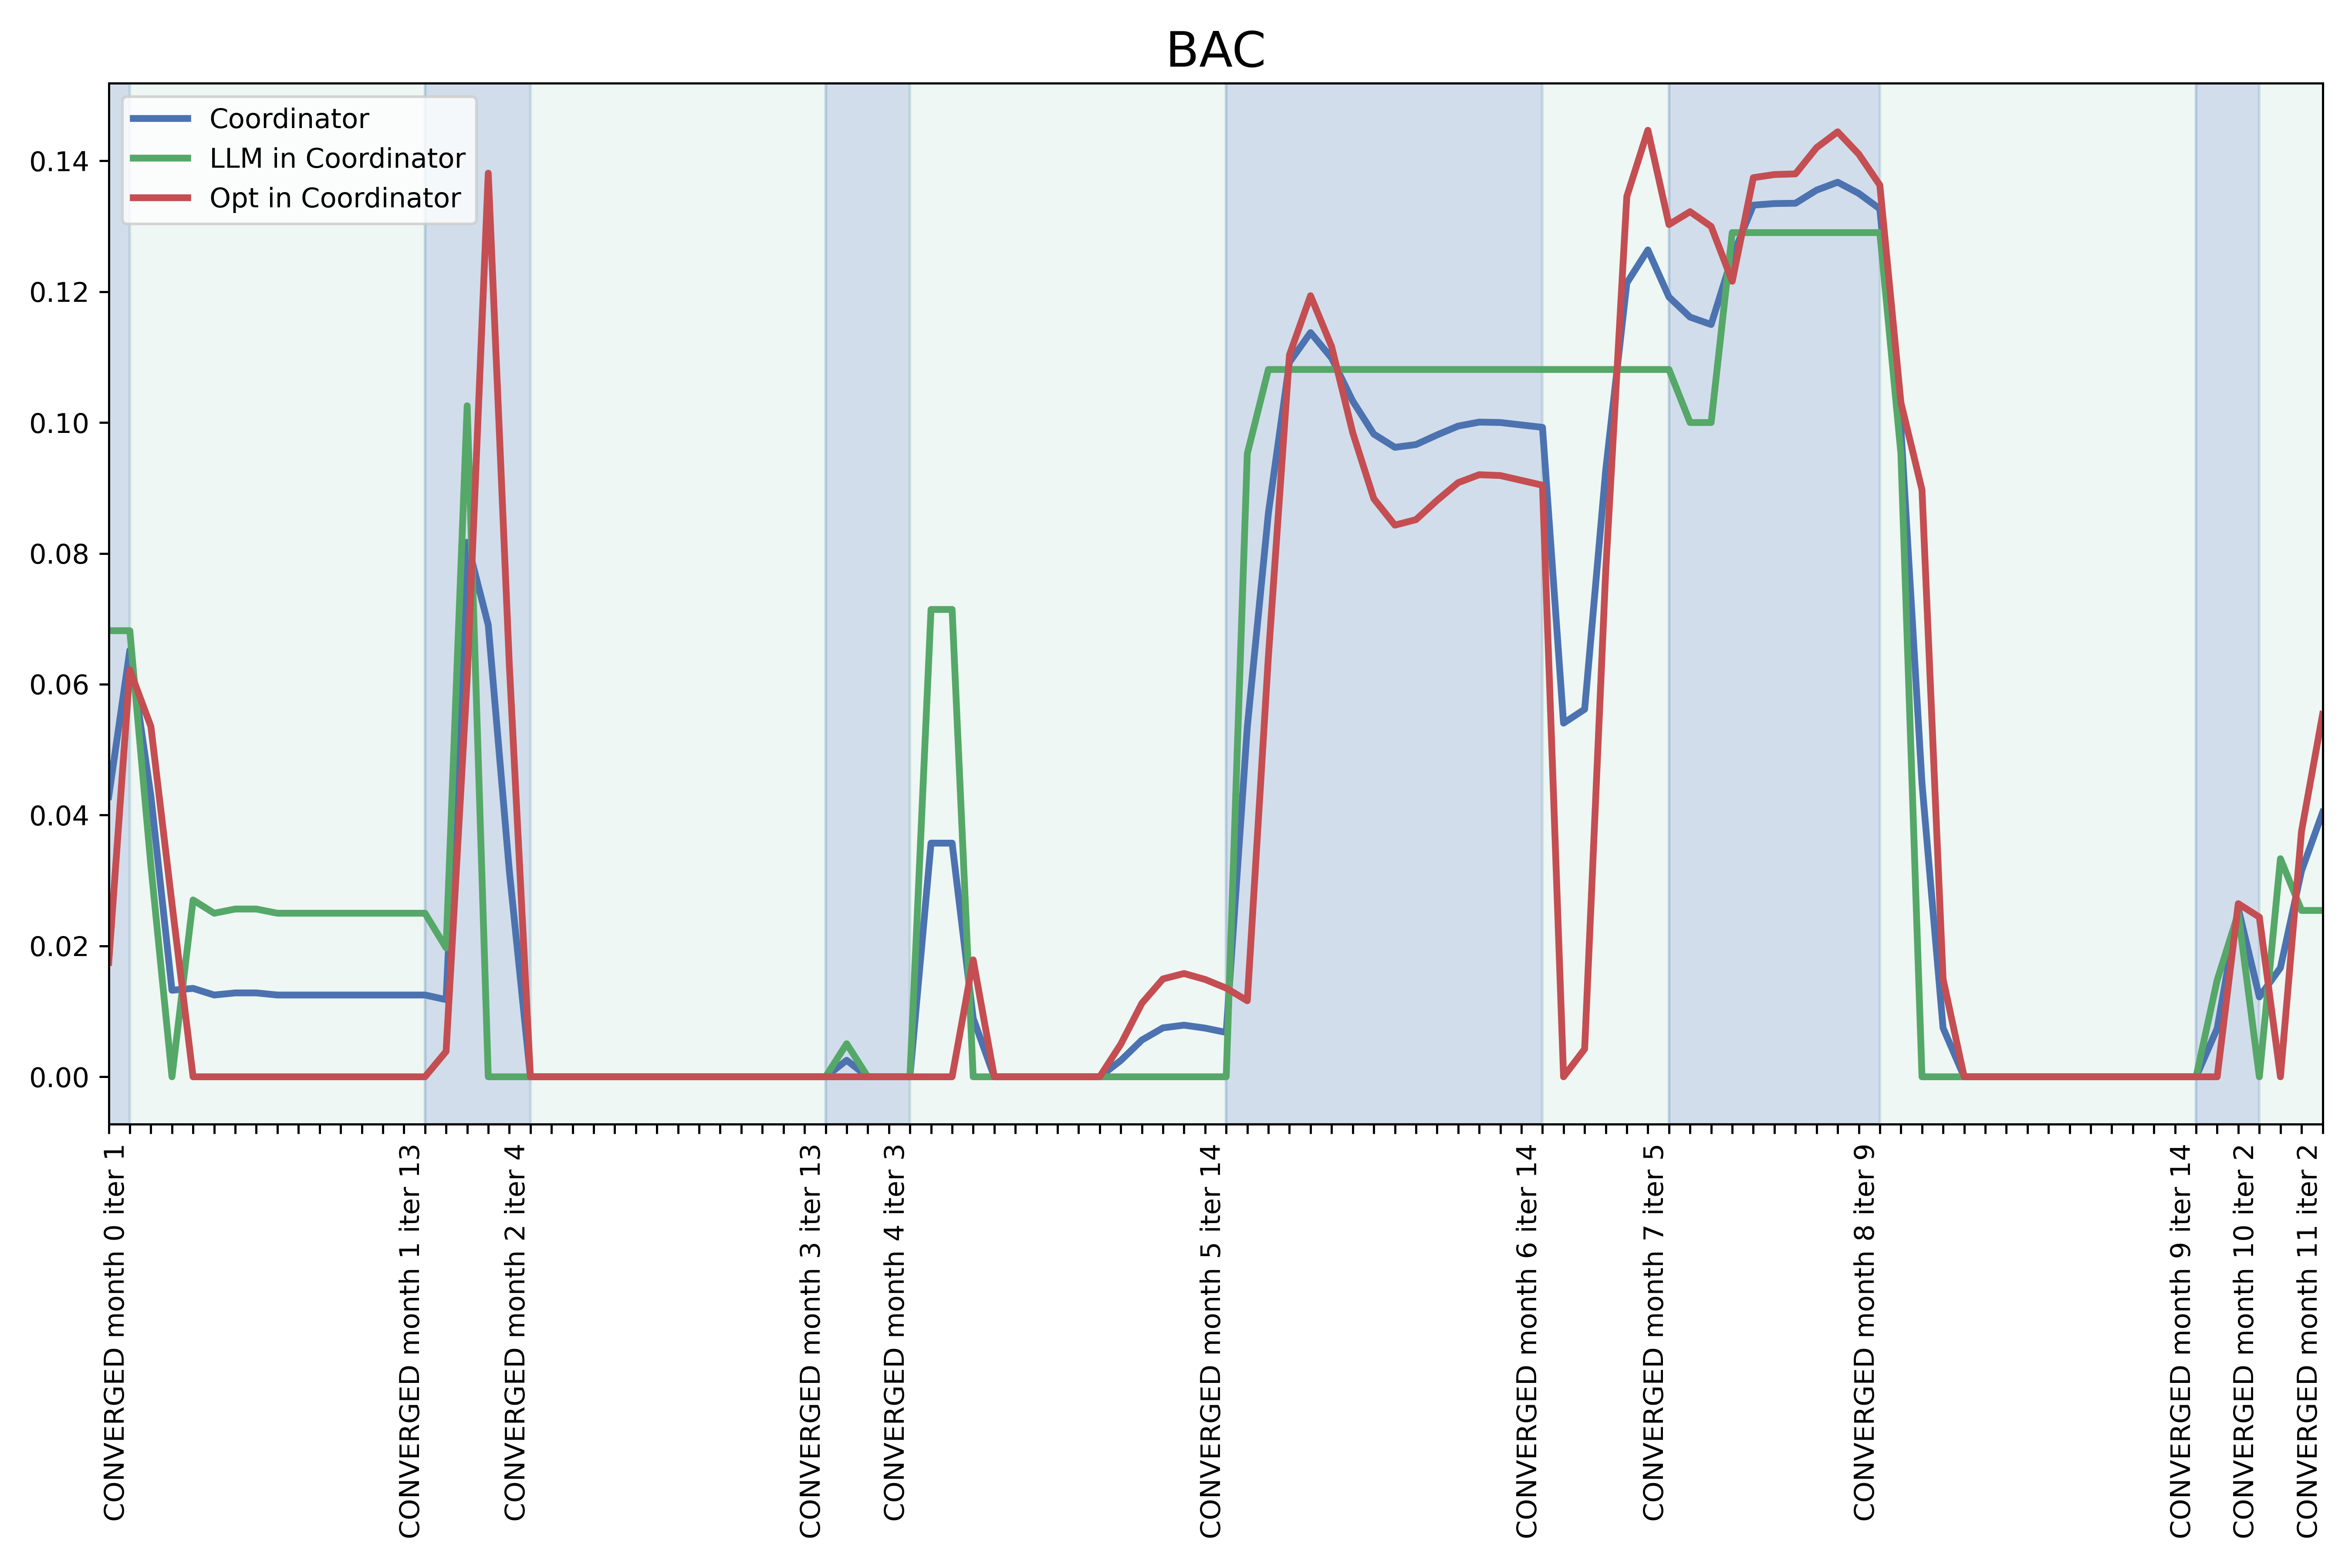 BAC
Coordinator
LLM in Coordinator
Opt in Coordinator
0.14
0.12
0.10
0.08
0.06
0.04
0.02
0.00
CONVERGED month 0 iter 1
CONVERGED month 1 iter 13
CONVERGED month 2 iter 4
CONVERGED month 3 iter 13
CONVERGED month 4 iter 3
CONVERGED month 5 iter 14
CONVERGED month 6 iter 14
CONVERGED month 7 iter 5
CONVERGED month 8 iter 9
CONVERGED month 9 iter 14
CONVERGED month 10 iter 2
CONVERGED month 11 iter 2